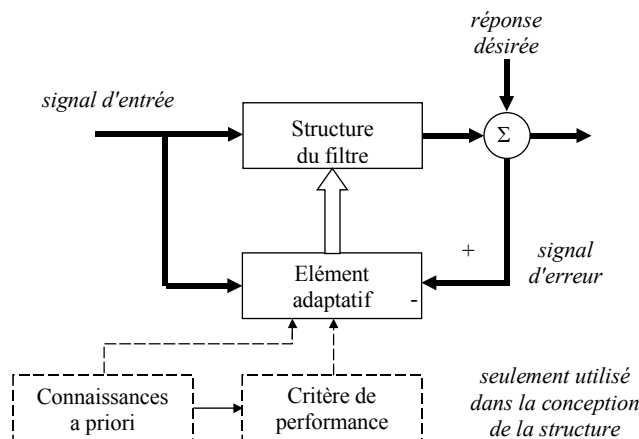 réponse
désirée
signal d'entrée
Structure
du filtre
Σ
+
signal
d'erreur
Elément
adaptatif
-
Connaissances
a priori
Critère de
performance
seulement utilisé
dans la conception
de la structure